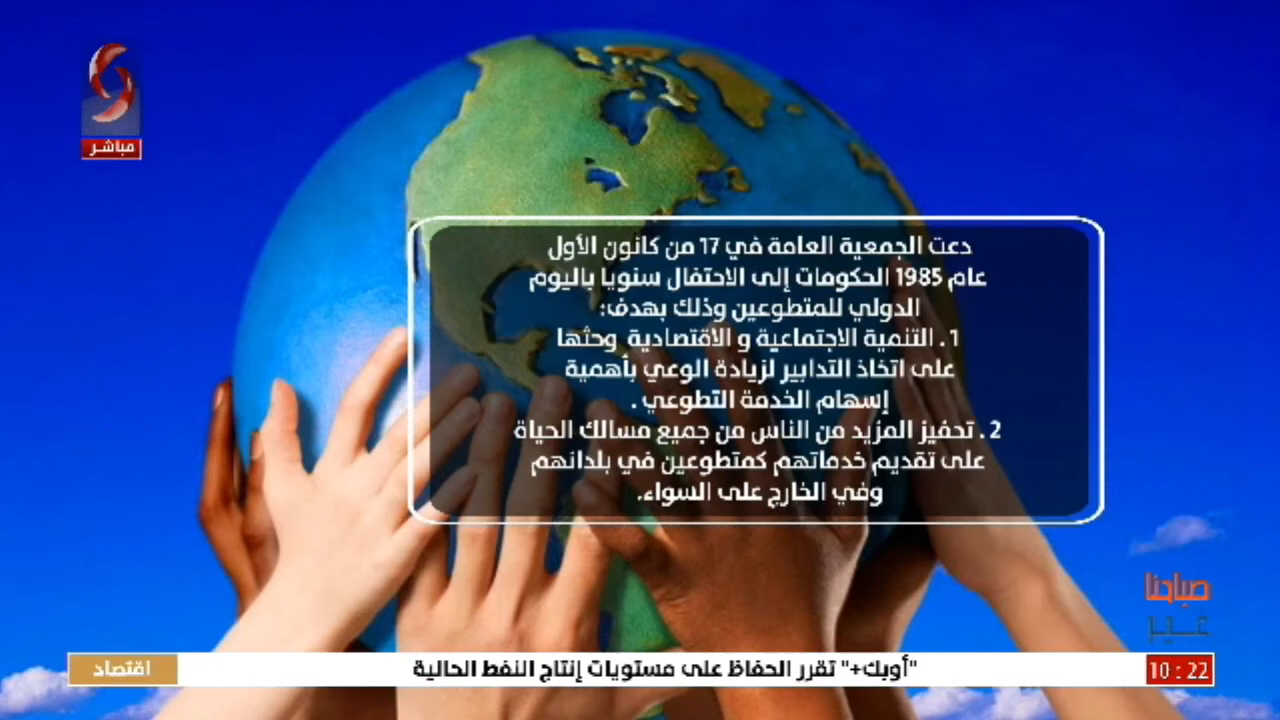 مباشر
دعت الجمعية العامة في 17 من كانون الأول
عام 1985 الحكومات إلى الاحتفال سنويا باليوم
الدولي للمتطوعين وذلك بهدف:
1. التنمية الاجتماعية و الاقتصادية وحثها
على اتخاذ التدابير لزيادة الوعي بأهمية
إسهام الخدمة التطوعي .
2. تحفيز المزيد من الناس من جميع مسالك الحياة
على تقديم خدماتهم كمتطوعين في بلدانهم
وفي الخارج على السواء.
صباحنا
غير
اقتصاد
"أوبك+" تقرر الحفاظ على مستويات إنتاج النفط الحالية
10:22